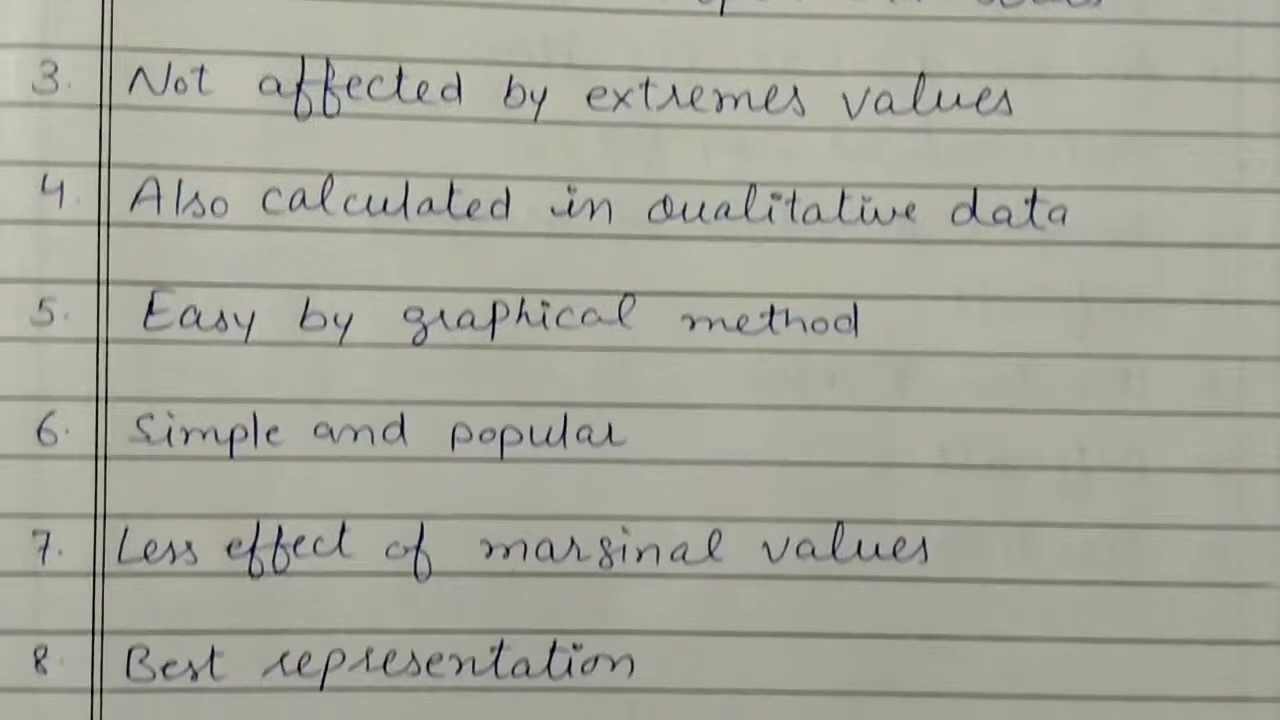 3. Not affected by extremes values
4. Also calculated in qualitative data
5. Easy by graphical method
6. Simple and popular
7. Less effect of marginal values
8. Best representation